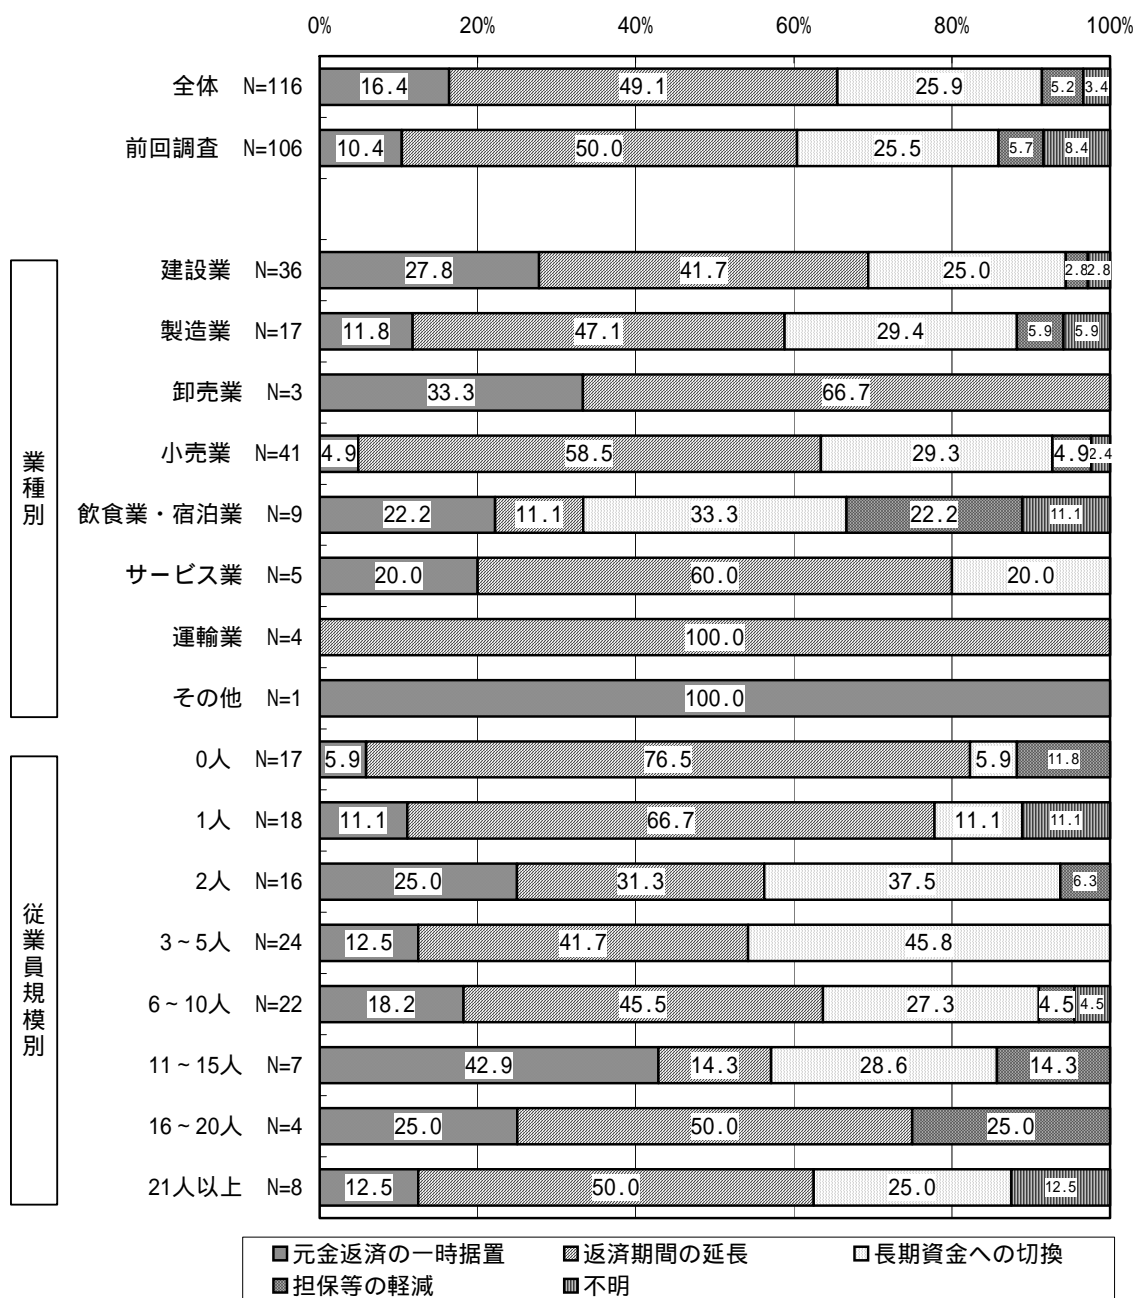 0% 20% 40% 60% 80% 100%
全体 N=116 16.4 49.1 25.9 5.2 3.4
前回調査 N=106 10.4 50.0 25.5 5.7 8.4
業種別
建設業 N=36 27.8 41.7 25.0 2.8 2.8
製造業 N=17 11.8 47.1 29.4 5.9 5.9
卸売業 N=3 33.3 66.7
小売業 N=41 4.9 58.5 29.3 4.9 2.4
飲食業・宿泊業 N=9 22.2 11.1 33.3 22.2 11.1
サービス業 N=5 20.0 60.0 20.0
運輸業 N=4 100.0
その他 N=1 100.0
従業員規模別
0人 N=17 5.9 76.5 5.9 11.8
1人 N=18 11.1 66.7 11.1 11.1
2人 N=16 25.0 31.3 37.5 6.3
3~5人 N=24 12.5 41.7 45.8
6~10人 N=22 18.2 45.5 27.3 4.5 4.5
11~15人 N=7 42.9 14.3 28.6 14.3
16~20人 N=4 25.0 50.0 25.0
21人以上 N=8 12.5 50.0 25.0 12.5
元金返済の一時据置 返済期間の延長 長期資金への切換
担保等の軽減 不明